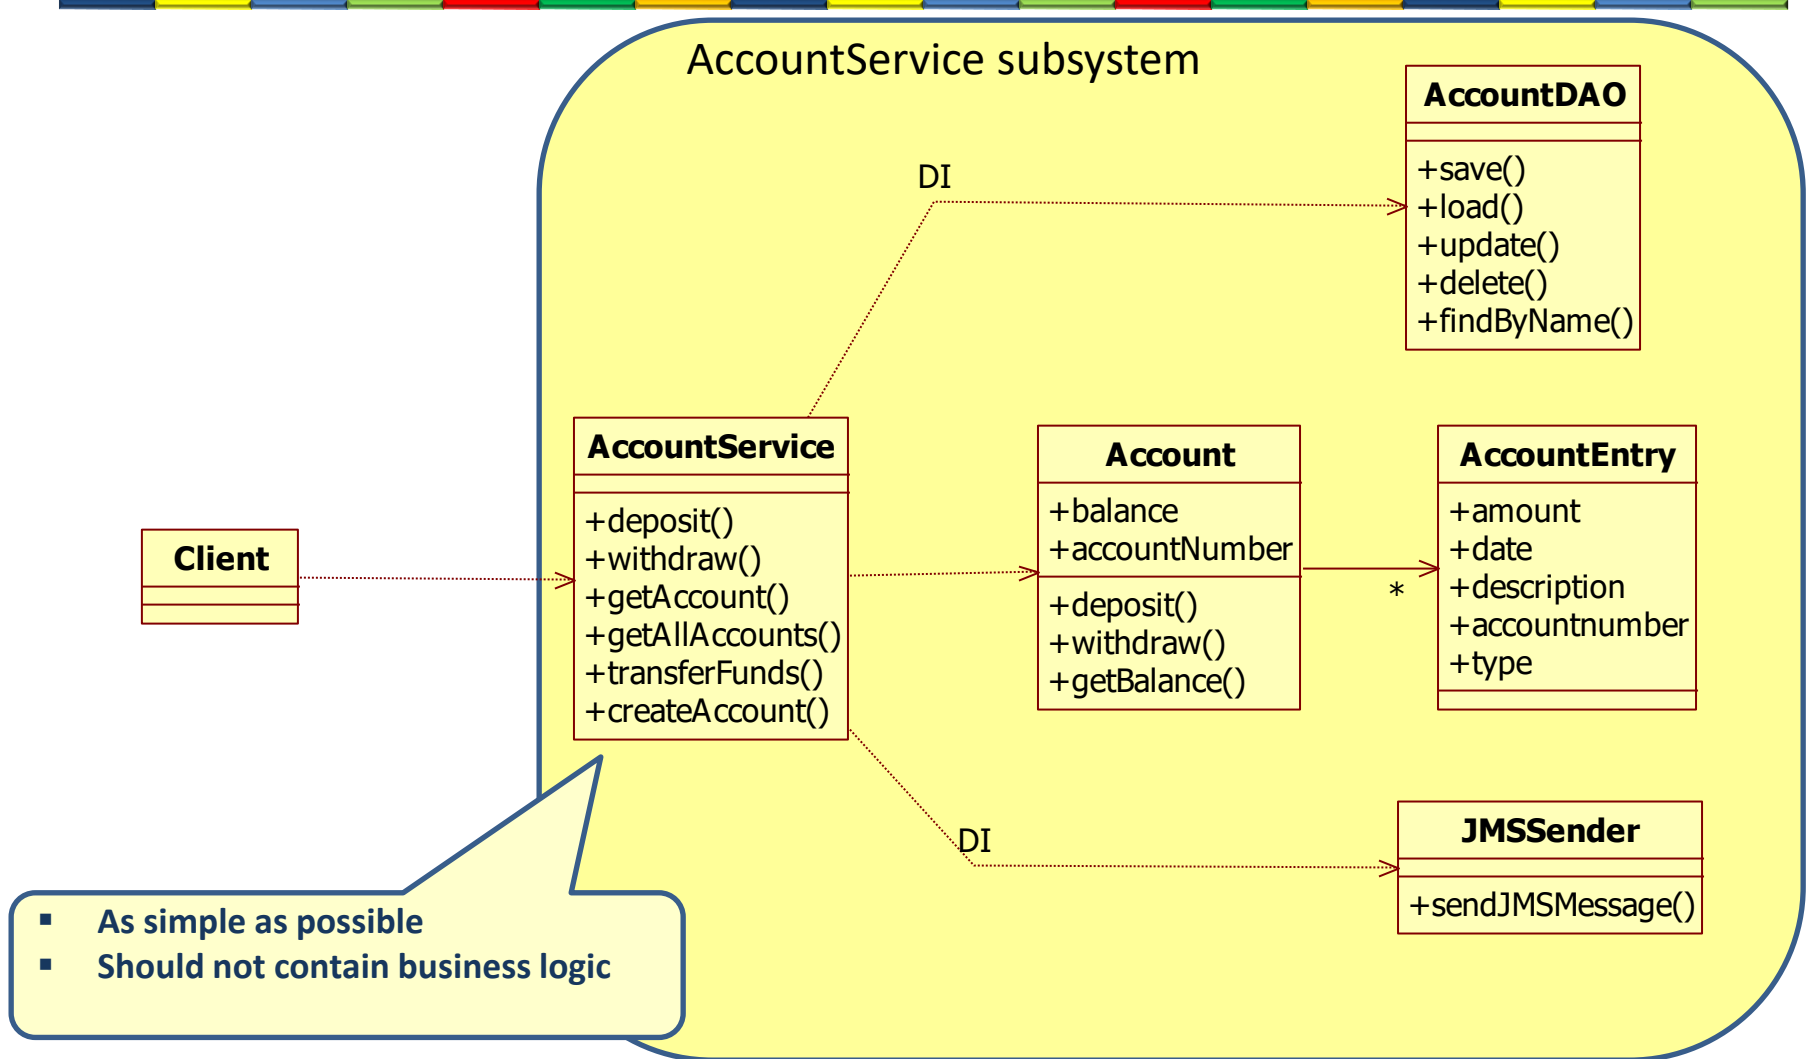 AccountService subsystem
AccountDAO
+save()
+load()
+update()
+delete()
+findByName()
DI
AccountService
+deposit()
+withdraw()
+getAccount()
+getAllAccounts()
+transferFunds()
+createAccount()
Account
+balance
+accountNumber
+deposit()
+withdraw()
+getBalance()
*
AccountEntry
+amount
+date
+description
+accountnumber
+type
Client
DI
JMSSender
+sendJMSMessage()
▪ As simple as possible
▪ Should not contain business logic